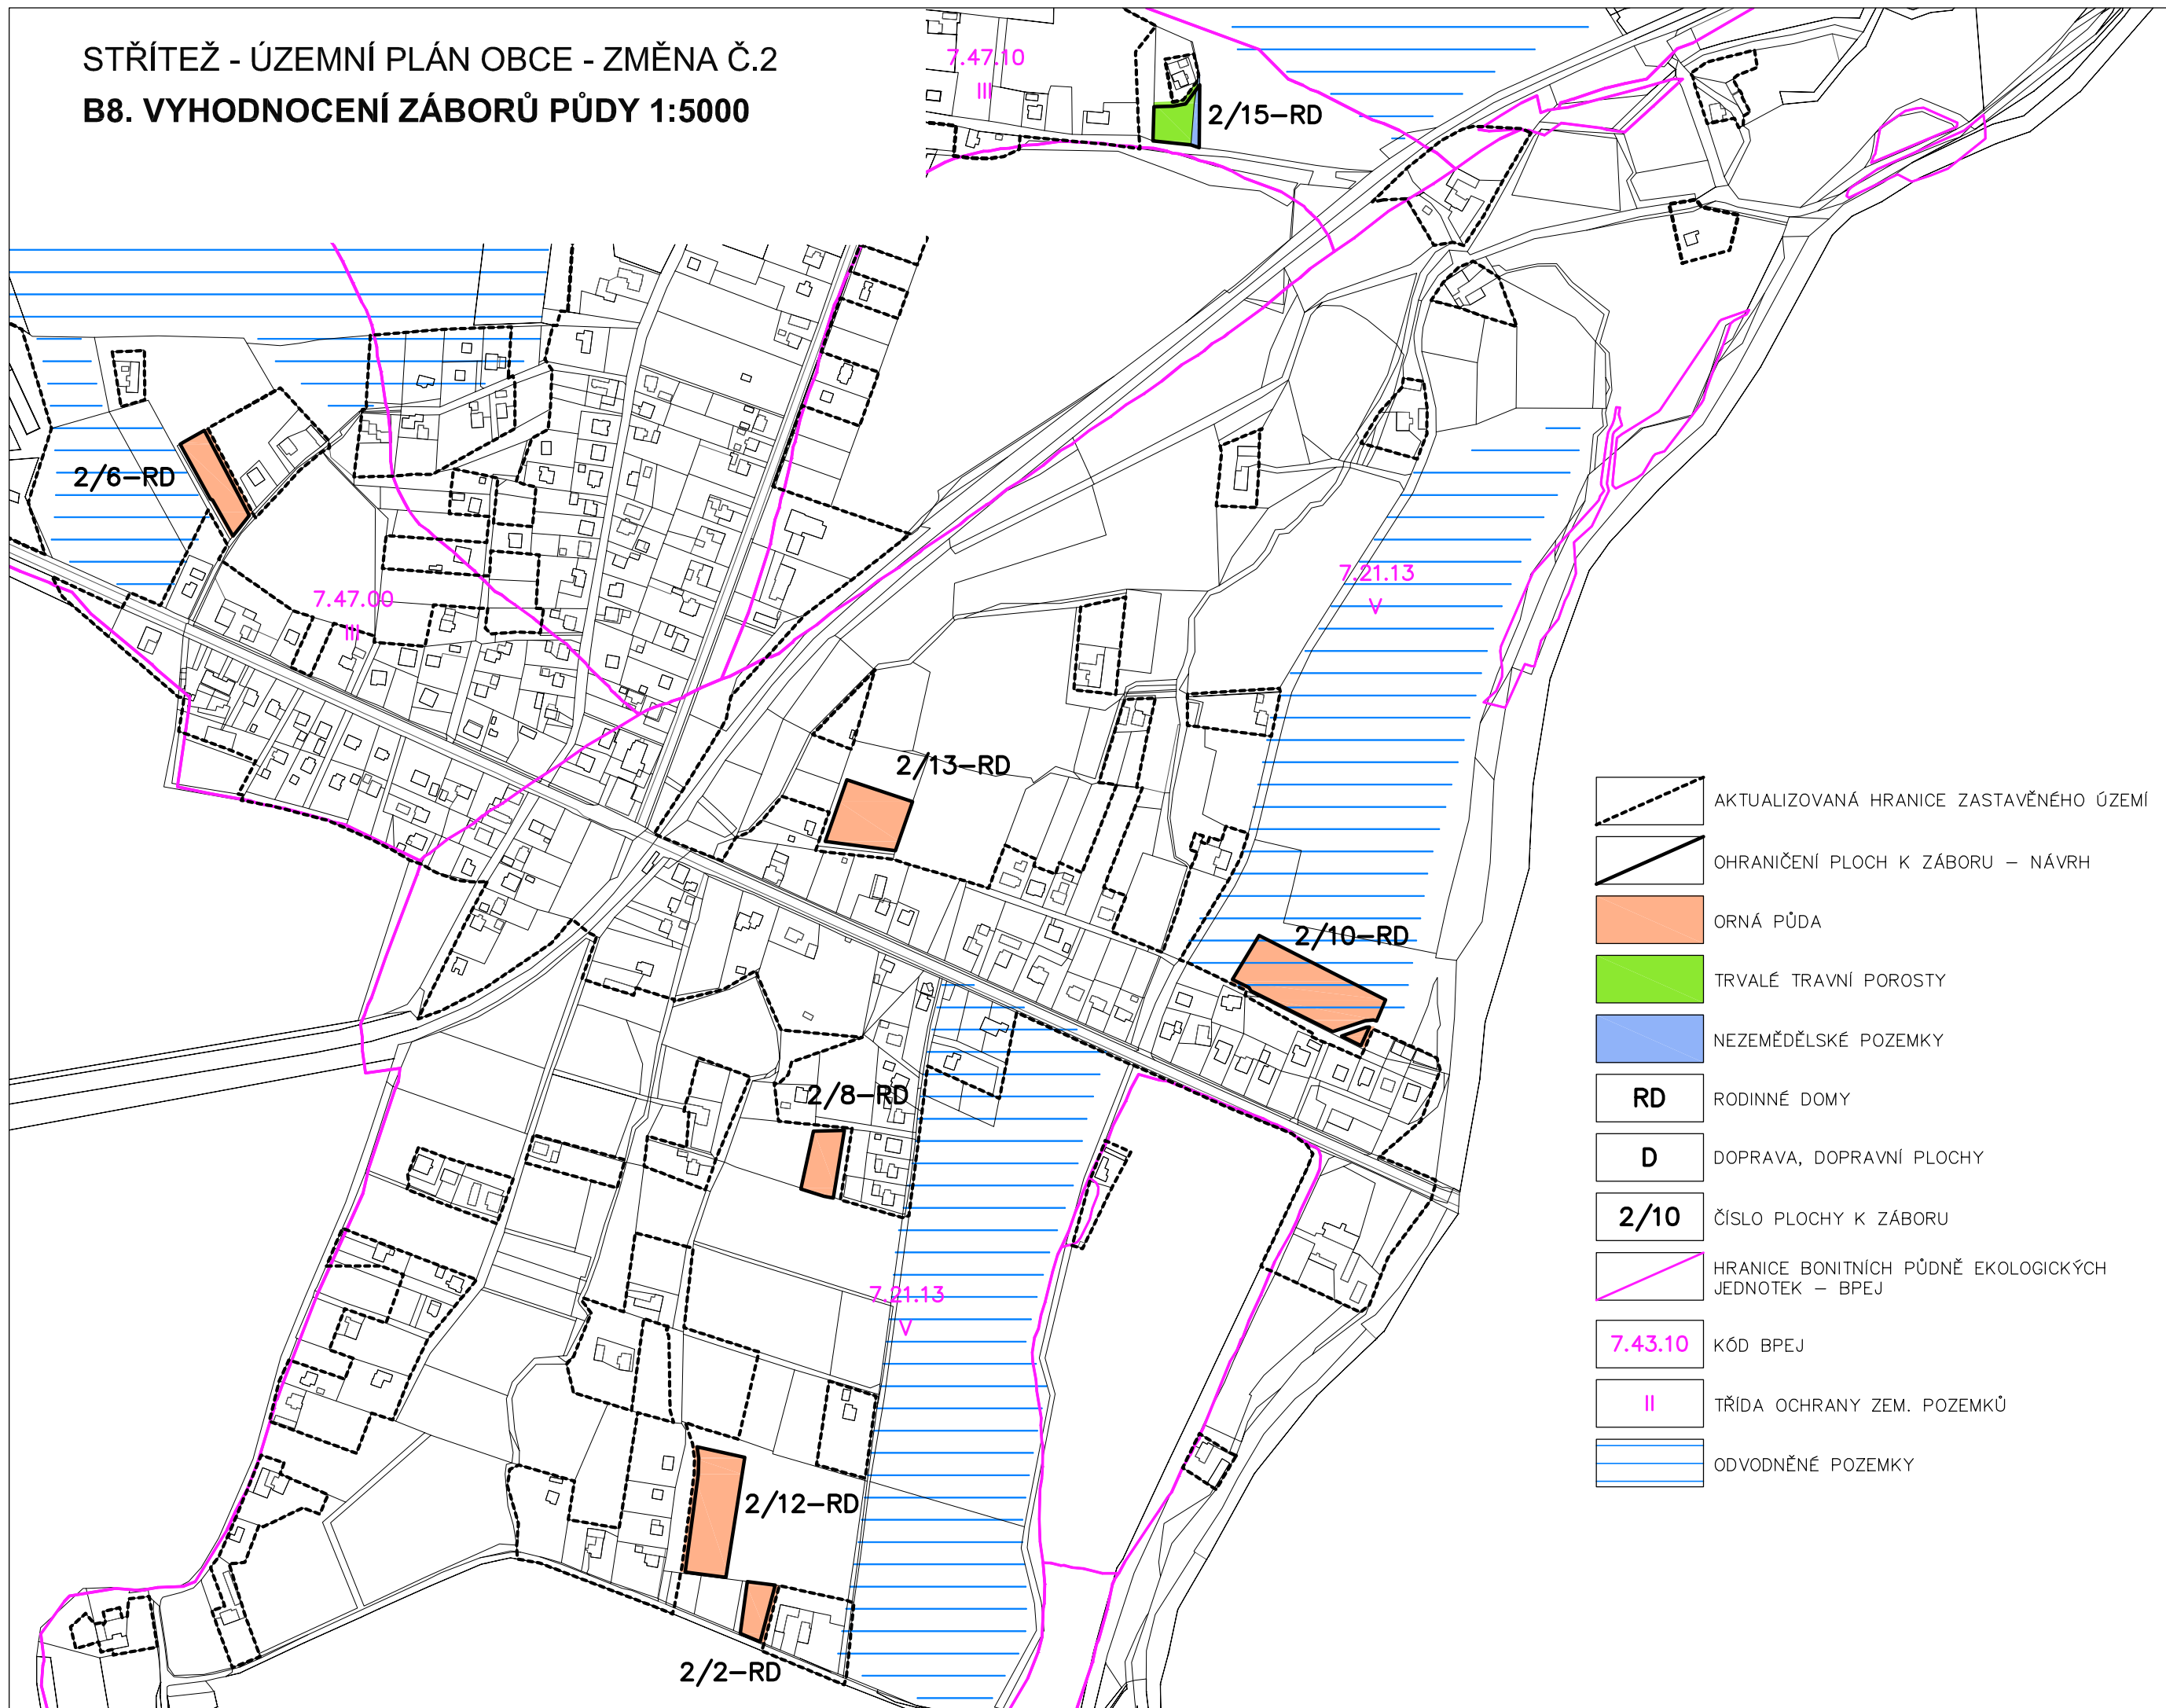 STŘÍTEŽ - ÚZEMNÍ PLÁN OBCE - ZMĚNA Č.2
B8. VYHODNOCENÍ ZÁBORŮ PŮDY 1:5000
7.47.10
III
2/15-RD
2/6-RD
7.47.00
III
7.21.13
V
2/13-RD
2/10-RD
2/8-RD
7.21.13
V
2/12-RD
2/2-RD
AKTUALIZOVANÁ HRANICE ZASTAVĚNÉHO ÚZEMÍ
OHRANIČENÍ PLOCH K ZÁBORU – NÁVRH
ORNÁ PŮDA
TRVALÉ TRAVNÍ POROSTY
NEZEMĚDĚLSKÉ POZEMKY
RD RODINNÉ DOMY
D DOPRAVA, DOPRAVNÍ PLOCHY
2/10 ČÍSLO PLOCHY K ZÁBORU
HRANICE BONITNÍCH PŮDNĚ EKOLOGICKÝCH
JEDNOTEK – BPEJ
7.43.10 KÓD BPEJ
II TŘÍDA OCHRANY ZEM. POZEMKŮ
ODVODNĚNÉ POZEMKY